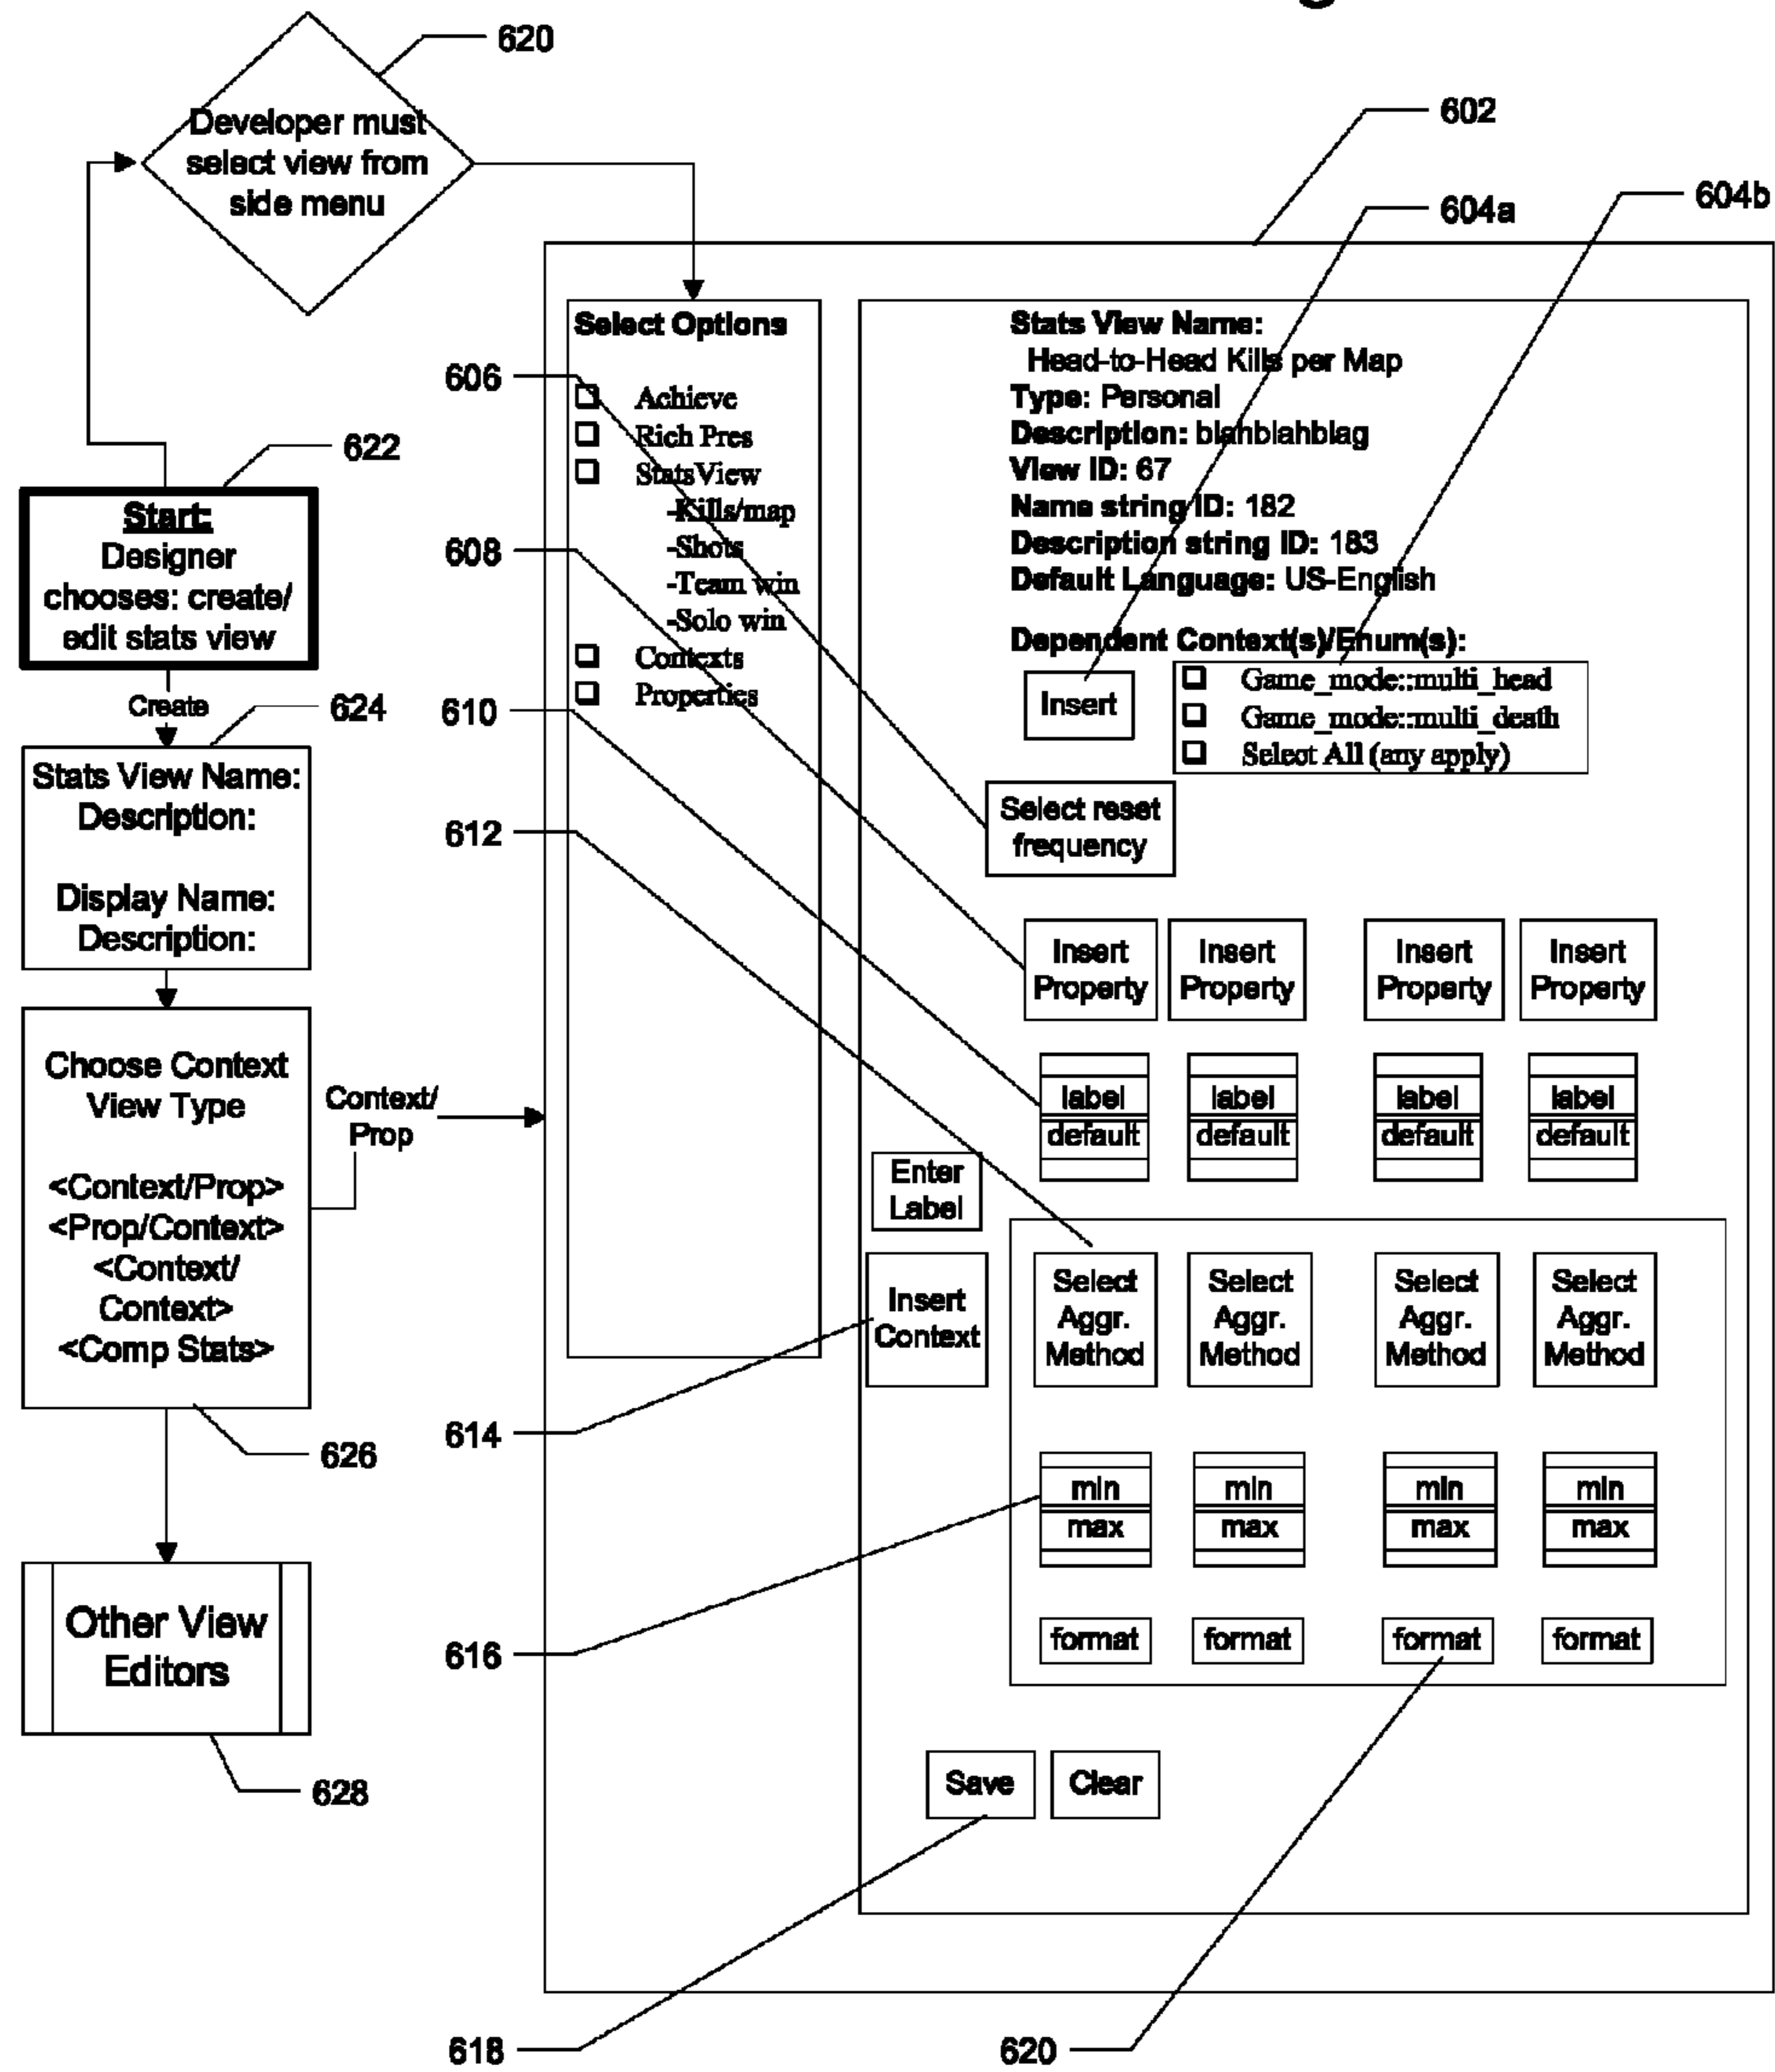 620
Developer must
select view from
side menu
602
604a
604b
622
Start:
Designer
chooses: create/
edit stats view
Create
624
Stats View Name:
Description:
Display Name:
Description:
Choose Context
View Type
<Context/Prop>
<Prop/Context>
<Context/
Context>
<Comp Stats>
Context/
Prop
626
Other View
Editors
628
Select Options
Achieve
Rich Pres
StatsView
-Kills/map
-Shots
-Team win
-Solo win
Contexts
Properties
606
608
610
612
614
616
Stats View Name:
Head-to-Head Kills per Map
Type: Personal
Description: blahblahblag
View ID: 67
Name string ID: 182
Description string ID: 183
Default Language: US-English
Dependent Context(s)/Enum(s):
Insert
Game_mode::multi_head
Game_mode::multi_death
Select All (any apply)
Select reset
frequency
Insert Insert Insert Insert
Property Property Property Property
label label label label
default default default default
Enter
Label
Insert
Context
Select Select Select Select
Aggr. Aggr. Aggr. Aggr.
Method Method Method Method
min min min min
max max max max
format format format format
Save Clear
618
620